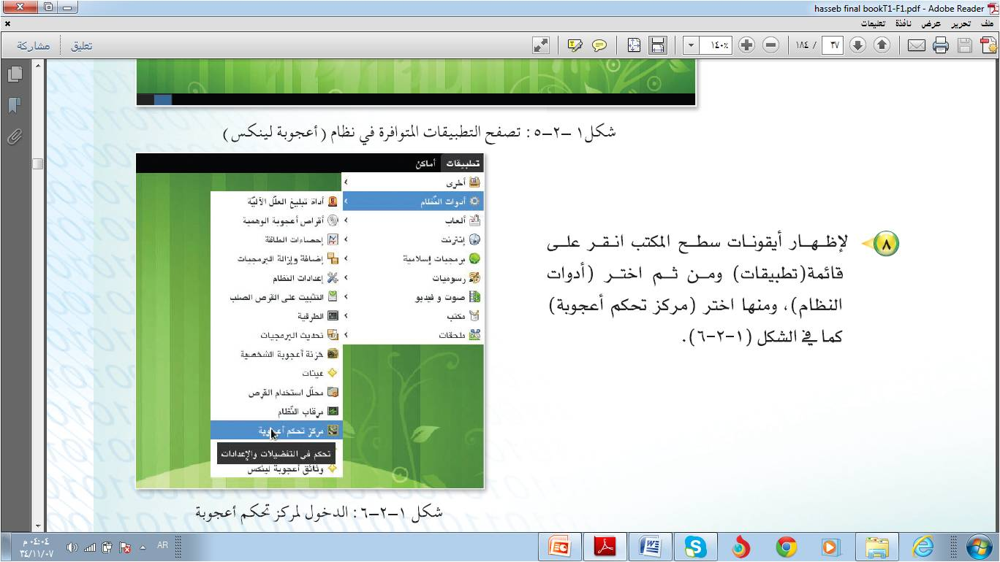 hasseb final bookT1-F1.pdf - Adobe Reader
ملف تحرير عرض نافذة تعليمات
٣٧ / ١٨٤
١٤٠٪
تعليق
مشاركة
شكل١ –٢–٥ : تصفح التطبيقات المتوافرة في نظام (أعجوبة لينكس)
٨
لإظهار أيقونات سطح المكتب انقر على
قائمة(تطبيقات) ومن ثم اختر (أدوات
النظام)، ومنها اختر (مركز تحكم أعجوبة)
كما في الشكل (١-٢-٦).
تطبيقات أماكن
أخرى
أدوات النّظام
ألعاب
إنترنت
برمجيات إسلامية
رسوميات
صوت و فيديو
مكتب
ملحقات
أداة تبليغ العلل الآليّة
أقراص أعجوبة الوهمية
إحصاءات الطاقة
إضافة وإزالة البرمجيات
إعدادات النظام
التثبيت على القرص الصلب
الطرفية
تحديث البرمجيات
خزنة أعجوبة الشخصية
عينات
محلّل استخدام القرص
مرقاب النّظام
مركز تحكم أعجوبة
تحكم في التفضيلات والإعدادات
وثائق أعجوبة لينكس
شكل ١–٢–٦ : الدخول لمركز تحكم أعجوبة
AR
٠٤:٠٤ م
٣٤/١١/٠٧